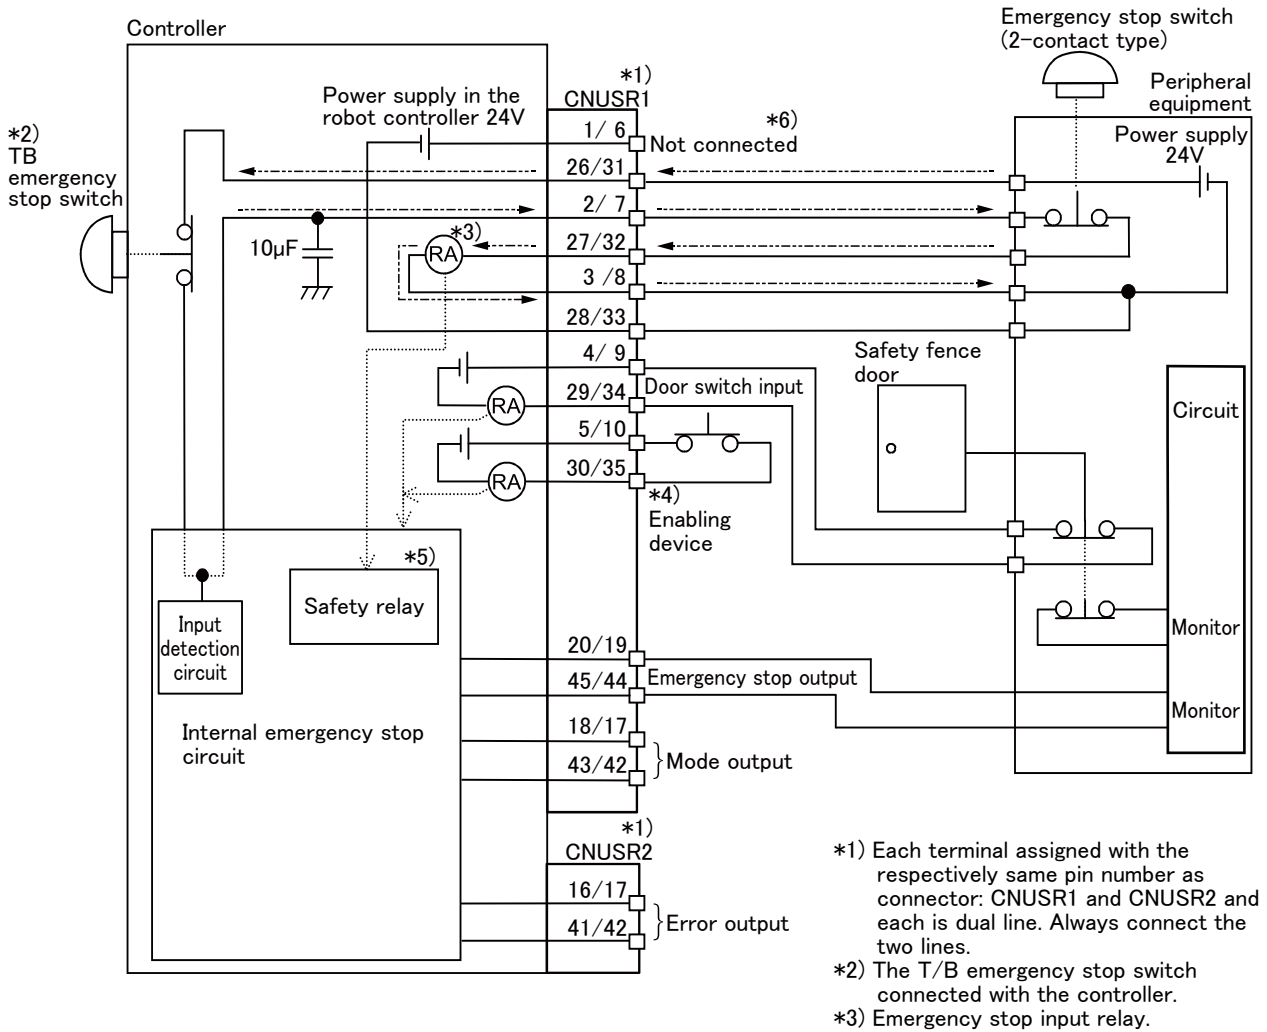 Controller
Emergency stop switch
(2-contact type)
*1)
CNUSR1
Peripheral
equipment
Power supply in the
robot controller 24V
*2)
TB
emergency
stop switch
1/ 6
*6)
Not connected
Power supply
24V
26/31
2/ 7
10μF
*3)
RA
27/32
3 /8
28/33
4/ 9
Safety fence
door
29/34
Door switch input
RA
Circuit
5/10
30/35
RA
*4)
Enabling
device
*5)
Safety relay
Input
detection
circuit
20/19
Monitor
45/44
Emergency stop output
Monitor
Internal emergency stop
circuit
18/17
43/42
Mode output
*1)
CNUSR2
16/17
41/42
Error output
*1) Each terminal assigned with the
respectively same pin number as
connector: CNUSR1 and CNUSR2 and
each is dual line. Always connect the
two lines.
*2) The T/B emergency stop switch
connected with the controller.
*3) Emergency stop input relay.